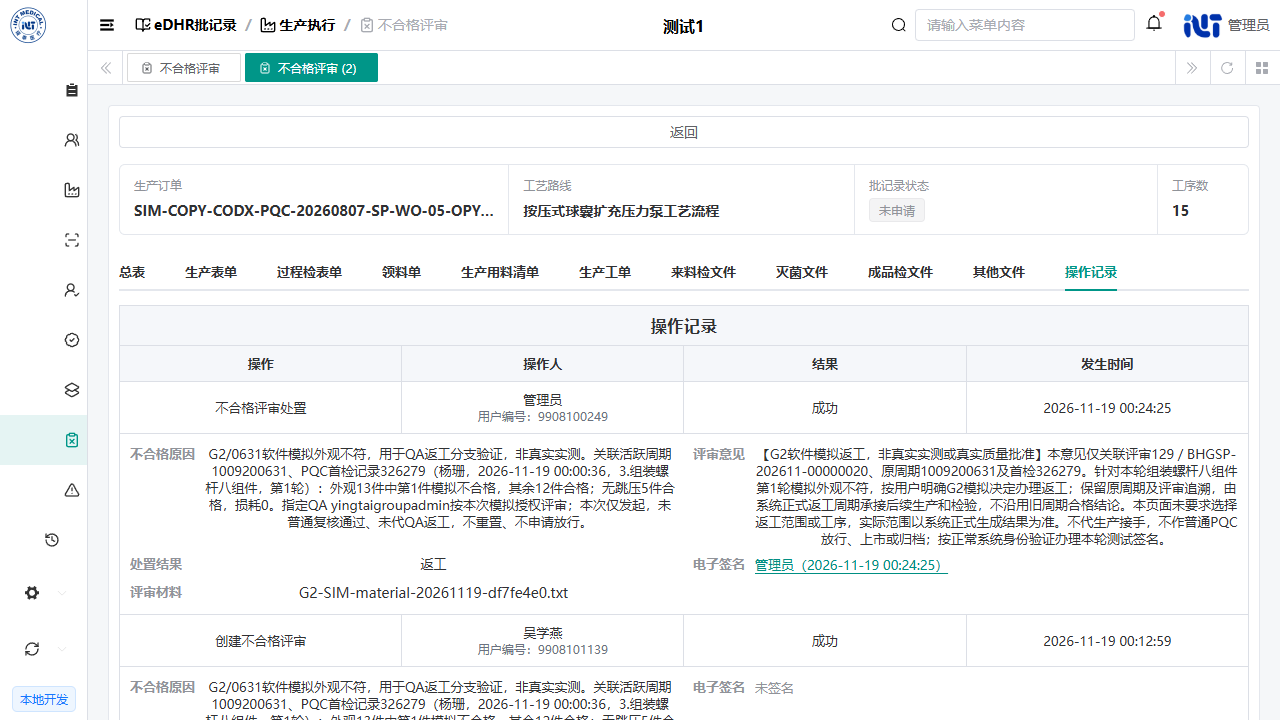 eDHR批记录 / 生产执行 / 不合格评审
测试1
请输入菜单内容
管理员
不合格评审
不合格评审 (2)
返回
生产订单
SIM-COPY-CODX-PQC-20260807-SP-WO-05-OPY...
工艺路线
按压式球囊扩充压力泵工艺流程
批记录状态
未申请
工序数
15
总表 生产表单 过程检表单 领料单 生产用料清单 生产工单 来料检文件 灭菌文件 成品检文件 其他文件 操作记录
操作记录
操作 操作人 结果 发生时间
不合格评审处置
管理员
用户编号：9908100249
成功
2026-11-19 00:24:25
不合格原因
G2/0631软件模拟外观不符，用于QA返工分支验证，非真实实测。关联活跃周期
1009200631、PQC首检记录326279（杨珊，2026-11-19 00:00:36，3.组装螺
杆八组件，第1轮）：外观13件中第1件模拟不合格，其余12件合格；无跳压5件合
格，损耗0。指定QA yingtaigroupadmin按本次模拟授权评审；本次仅发起，未
普通复核通过、未代QA返工，不重置、不申请放行。
评审意见
【G2软件模拟返工，非真实实测或真实质量批准】本意见仅关联评审129 / BHGSP-
202611-00000020、原周期1009200631及首检326279。针对本轮组装螺杆八组件
第1轮模拟外观不符，按用户明确G2模拟决定办理返工；保留原周期及评审追溯，由
系统正式返工周期承接后续生产和检验，不沿用旧周期合格结论。本页面未要求选择
返工范围或工序，实际范围以系统正式生成结果为准。不代生产接手，不作普通PQC
放行、上市或归档；按正常系统身份验证办理本轮测试签名。
处置结果
返工
电子签名
管理员（2026-11-19 00:24:25）
评审材料
G2-SIM-material-20261119-df7fe4e0.txt
创建不合格评审
吴学燕
用户编号：9908101139
成功
2026-11-19 00:12:59
不合格原因
G2/0631软件模拟外观不符，用于QA返工分支验证，非真实实测。关联活跃周期
1009200631、PQC首检记录326279（杨珊，2026-11-19 00:00:36，3.组装螺
杆八组件，第1轮）：外观13件中第1件模拟不合格，其余12件合格；无跳压5件合
电子签名
未签名
本地开发